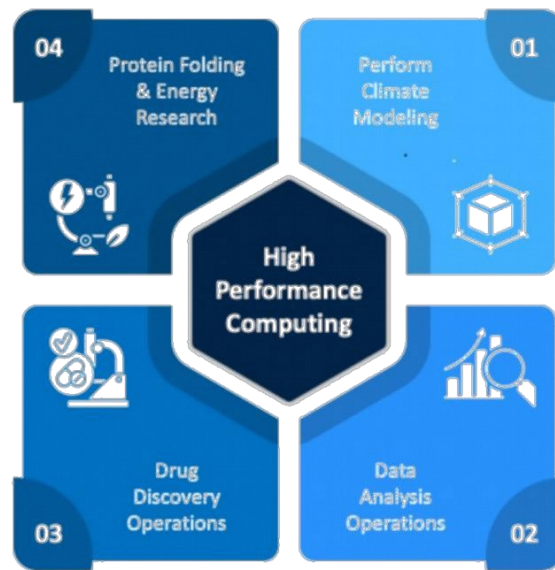 04
Protein Folding
& Energy
Research
01
Perform
Climate
Modeling
High
Performance
Computing
Drug
Discovery
Operations
03
Data
Analysis
Operations
02